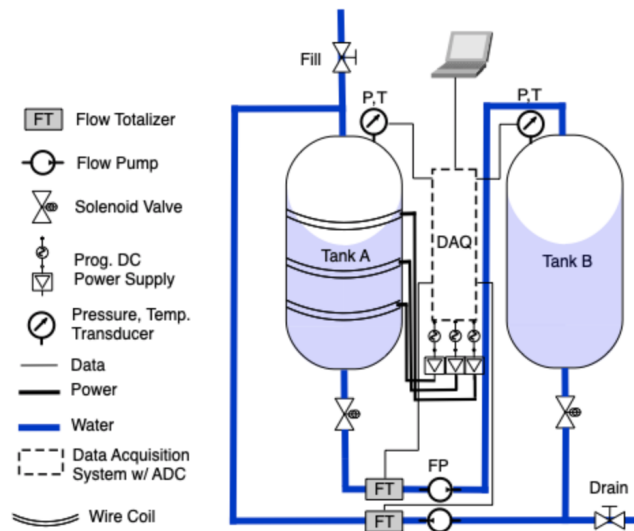 Fill
P,T
P,T
FT
Flow Totalizer
Flow Pump
Solenoid Valve
Prog. DC
Power Supply
Pressure, Temp.
Transducer
Data
Power
Water
Data Acquisition
System w/ ADC
Wire Coil
Tank A
DAQ
Tank B
FT
FP
FT
Drain